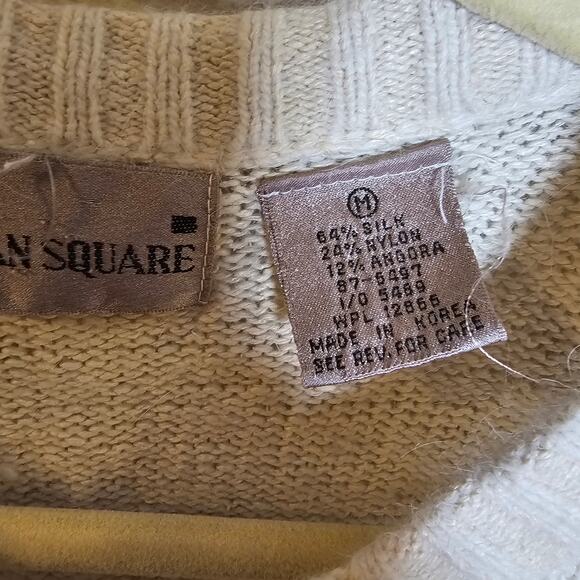 AN SQUARE
M
64% SILK
24% NYLON
12% ANGORA
87-5497
I/O 5489
WPL 12856
MADE IN KOREA
SEE REV. FOR CARE